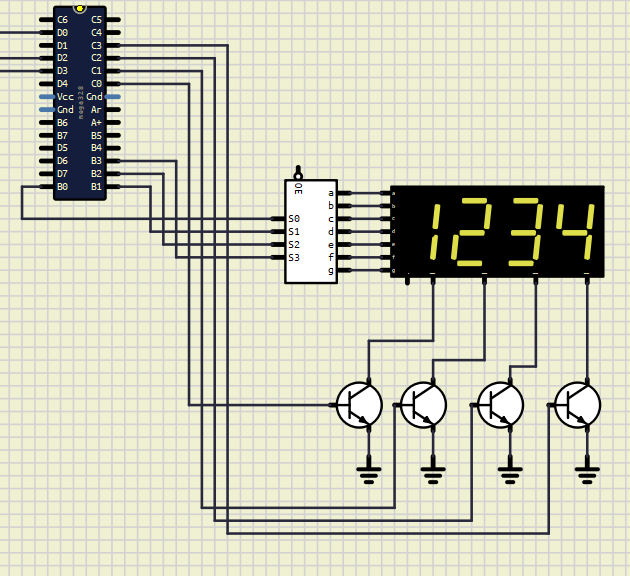 C6 C5
D0 C4
D1 C3
D2 C2
D3 C1
D4 C0
Vcc Gnd
Gnd Ar
B6 A+
B7 B5
D5 B4
D6 B3
D7 B2
B0 B1
mega328
OE
S0
S1
S2
S3
a
b
c
d
e
f
g
a
b
c
d
e
f
g
1234